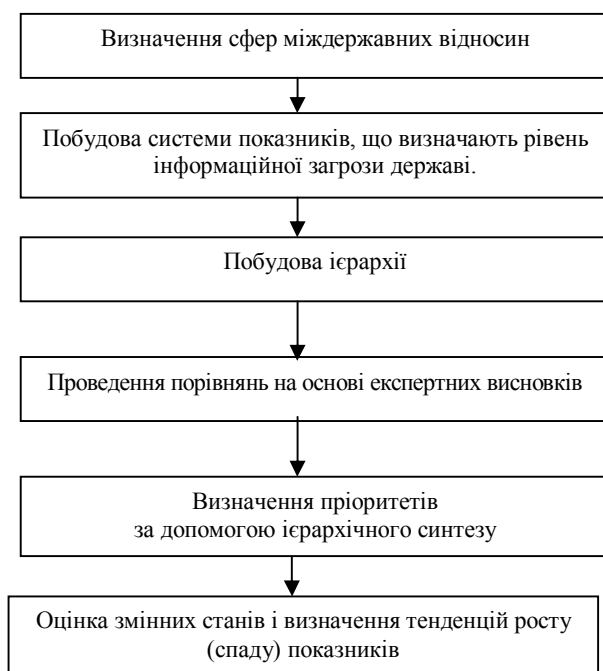 Визначення сфер міждержавних відносин
Побудова системи показників, що визначають рівень
інформаційної загрози державі.
Побудова ієрархії
Проведення порівнянь на основі експертних висновків
Визначення пріоритетів
за допомогою ієрархічного синтезу
Оцінка змінних станів і визначення тенденцій росту
(спаду) показників